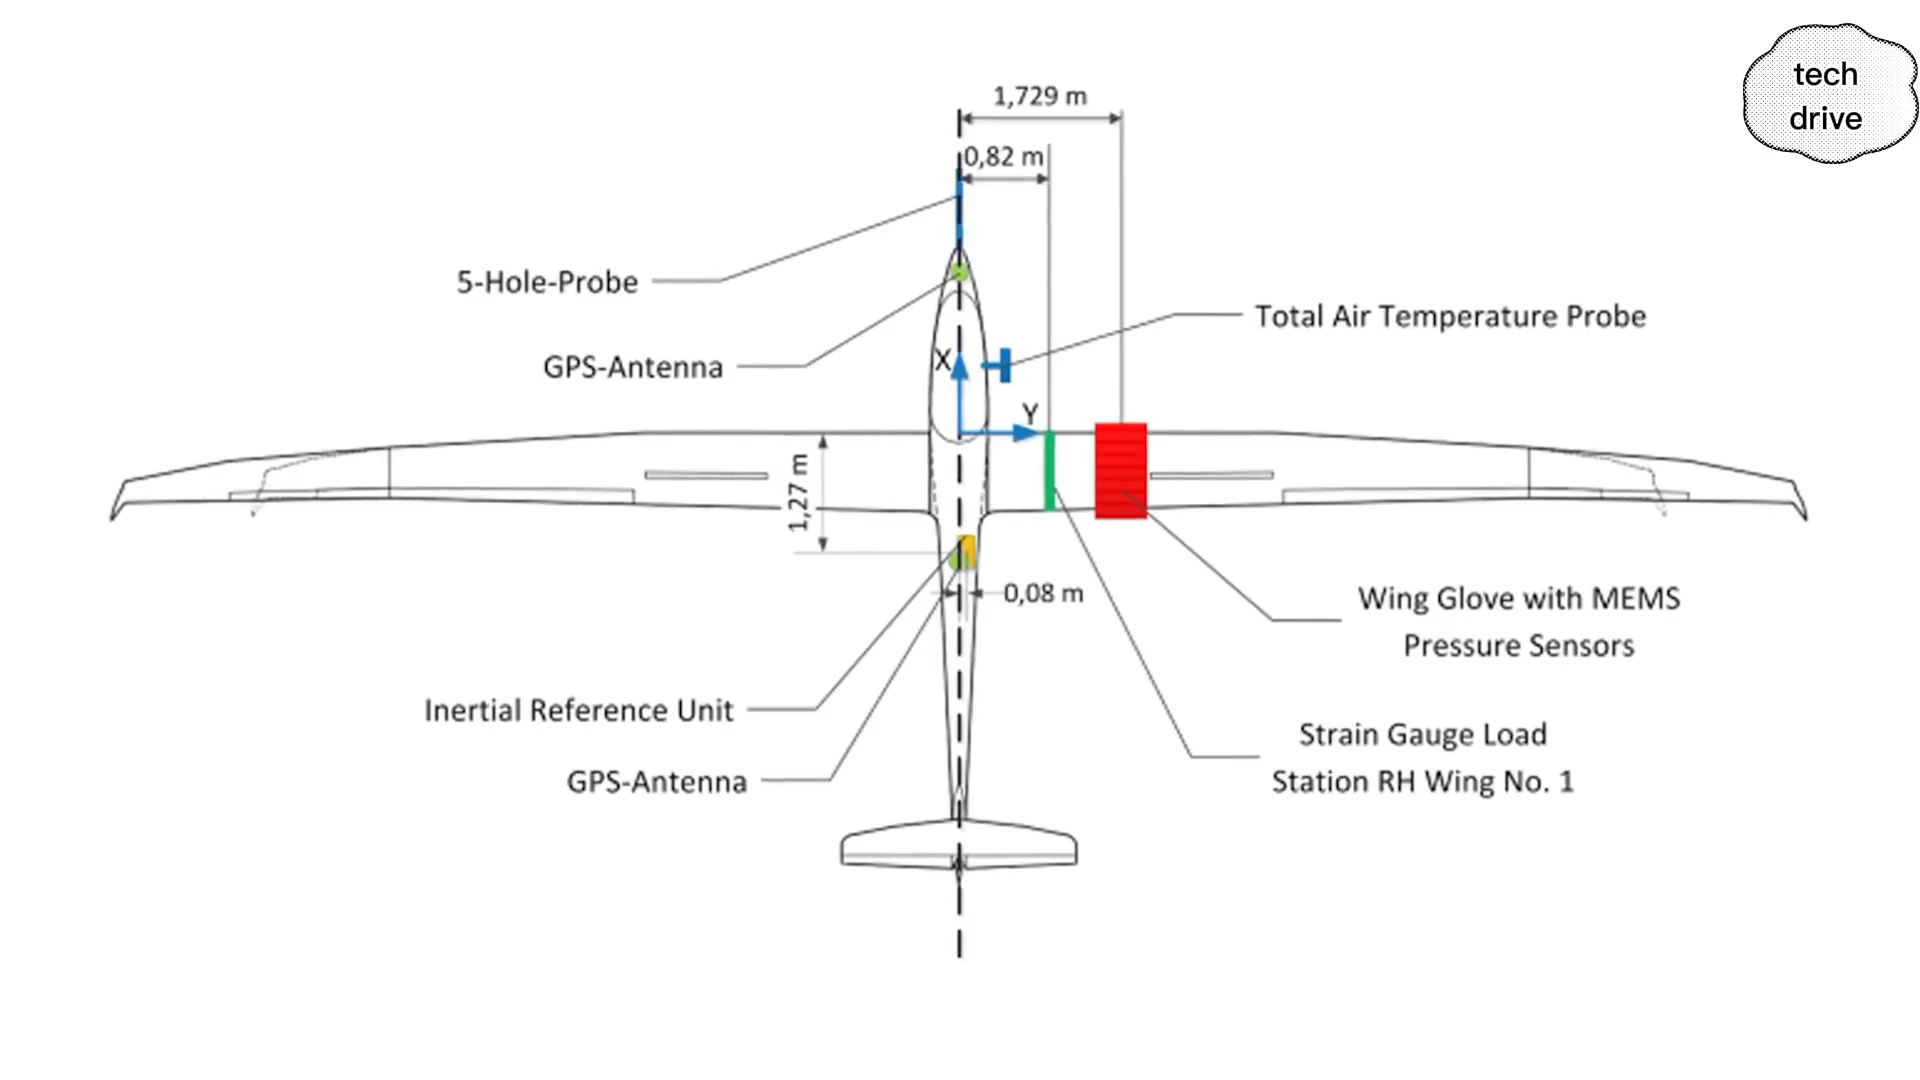 tech
drive
1,729 m
0,82 m
5-Hole-Probe
Total Air Temperature Probe
GPS-Antenna
X
Y
1,27 m
0,08 m
Wing Glove with MEMS
Pressure Sensors
Inertial Reference Unit
Strain Gauge Load
Station RH Wing No. 1
GPS-Antenna